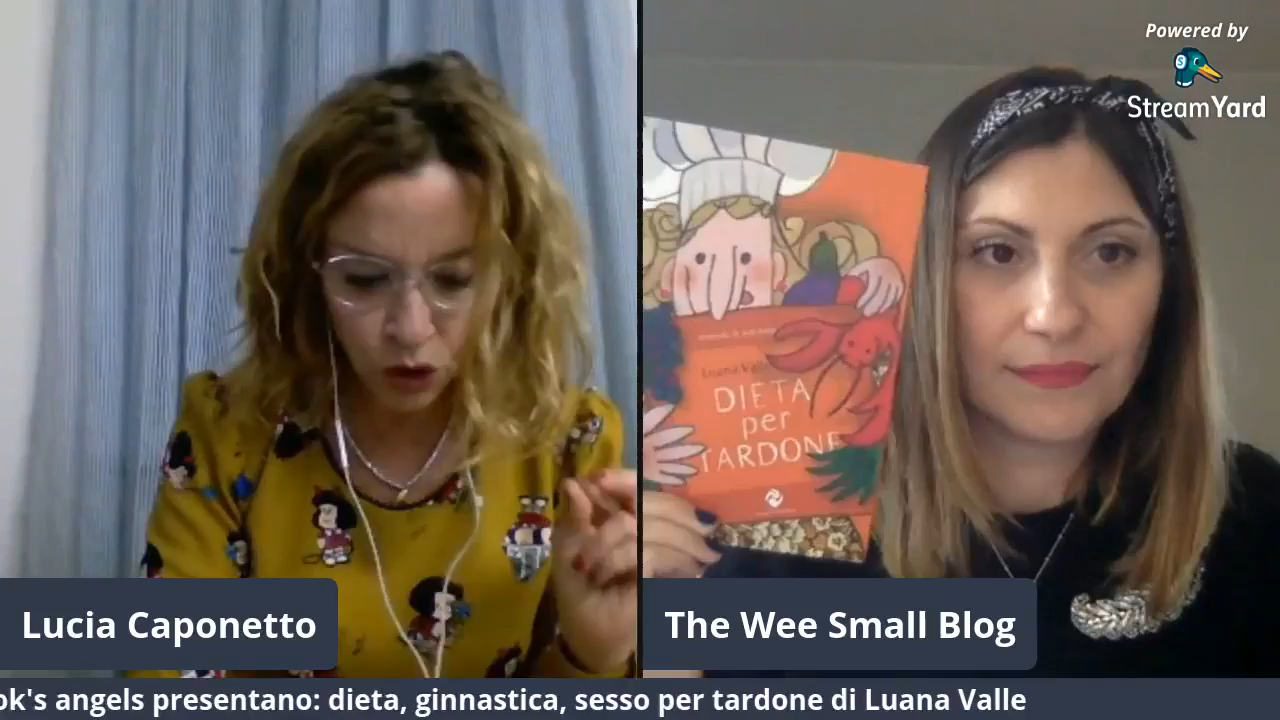 Powered by
StreamYard
Luana Valle
DIETA
per
TARDONE
Lucia Caponetto
The Wee Small Blog
ok's angels presentano: dieta, ginnastica, sesso per tardone di Luana Valle